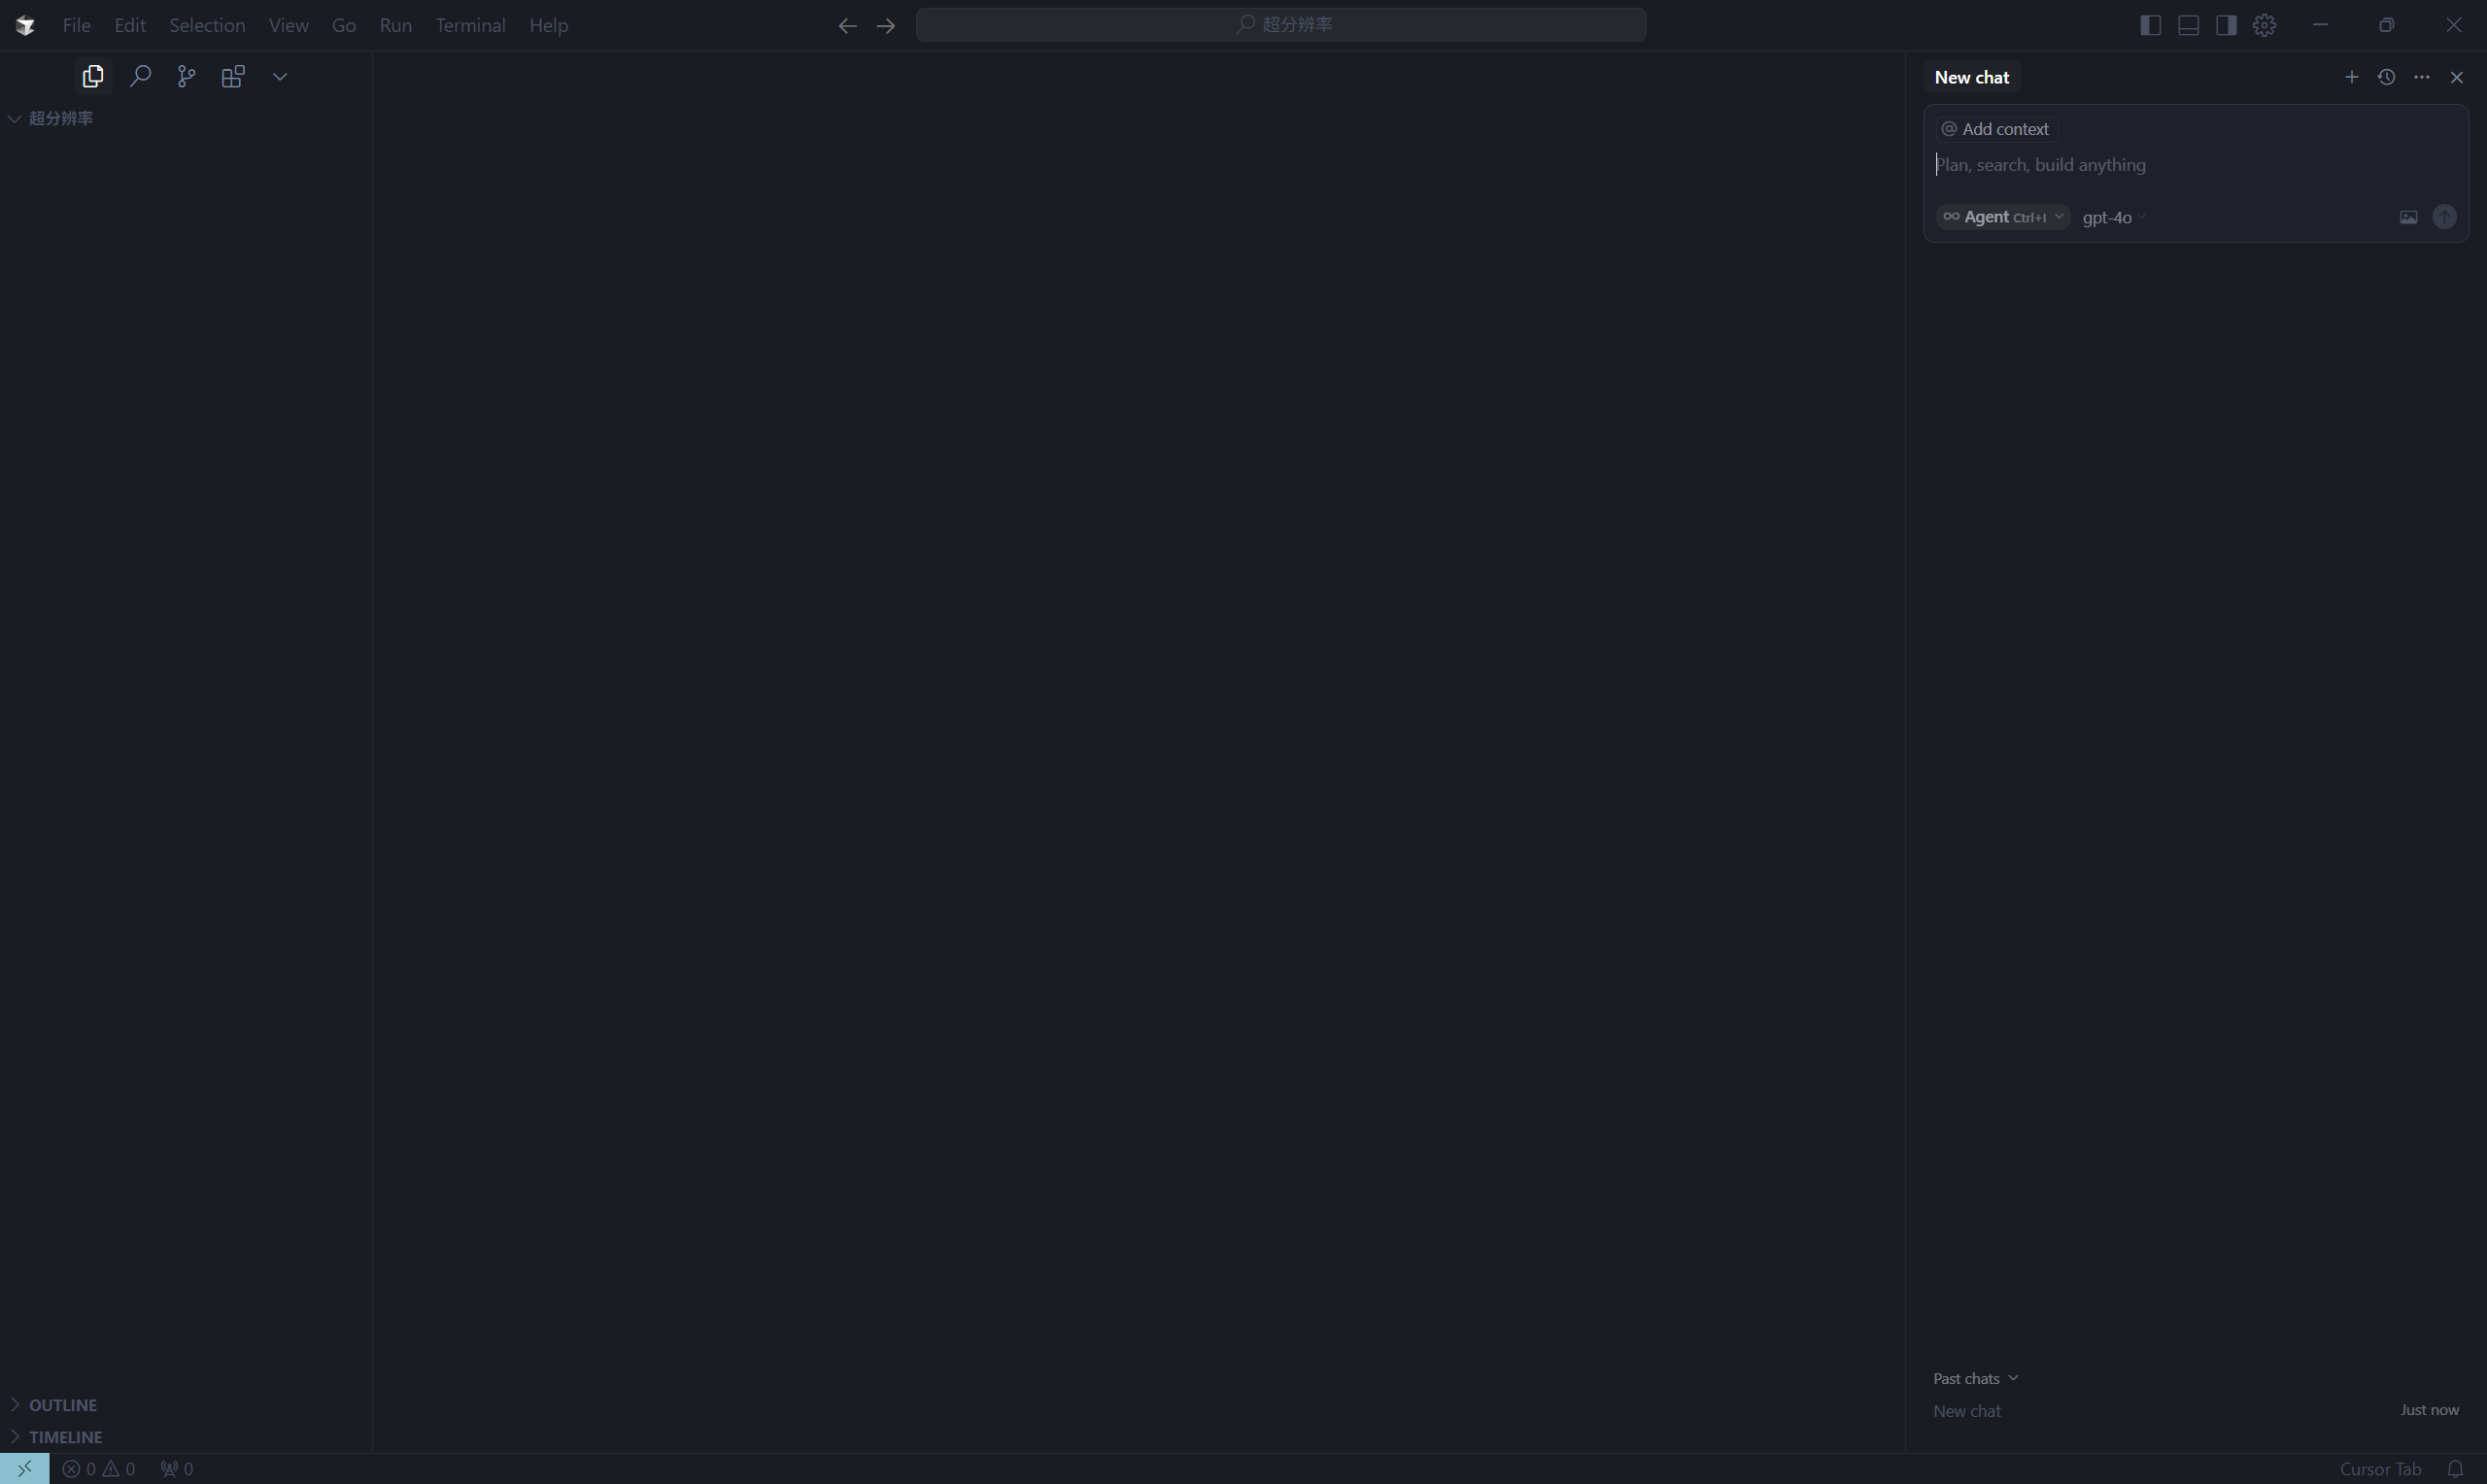 File Edit Selection View Go Run Terminal Help
超分辨率
超分辨率
New chat
@ Add context
Plan, search, build anything
Agent Ctrl+I gpt-4o
Past chats
New chat Just now
OUTLINE
TIMELINE
0 0 0
Cursor Tab